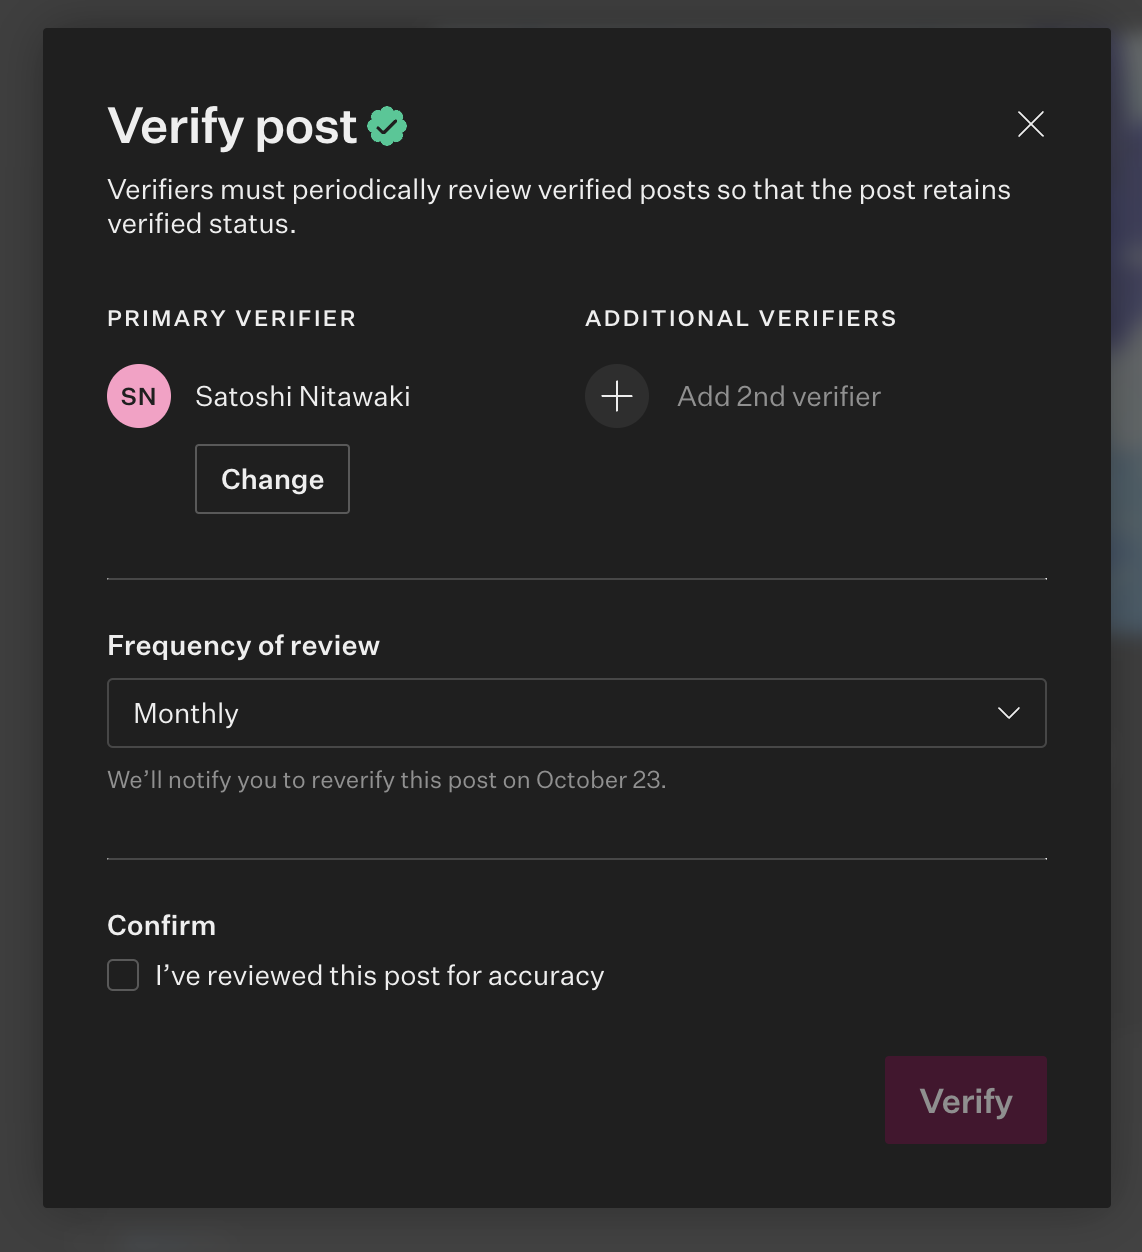 Verify post
Verifiers must periodically review verified posts so that the post retains
verified status.
PRIMARY VERIFIER
ADDITIONAL VERIFIERS
SN
Satoshi Nitawaki
Add 2nd verifier
Change
Frequency of review
Monthly
We’ll notify you to reverify this post on October 23.
Confirm
I’ve reviewed this post for accuracy
Verify